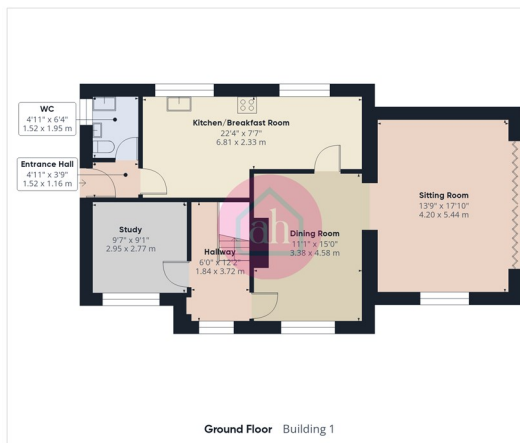 WC
4'11" x 6'4"
1.52 x 1.95 m
Kitchen/Breakfast Room
22'4" x 7'7"
6.81 x 2.33 m
Entrance Hall
4'11" x 3'9"
1.52 x 1.16 m
Sitting Room
13'9" x 17'10"
4.20 x 5.44 m
Study
9'7" x 9'1"
2.95 x 2.77 m
Hallway
6'0" x 12'2"
1.84 x 3.72 m
Dining Room
11'1" x 15'0"
3.38 x 4.58 m
ah
Ground Floor Building 1